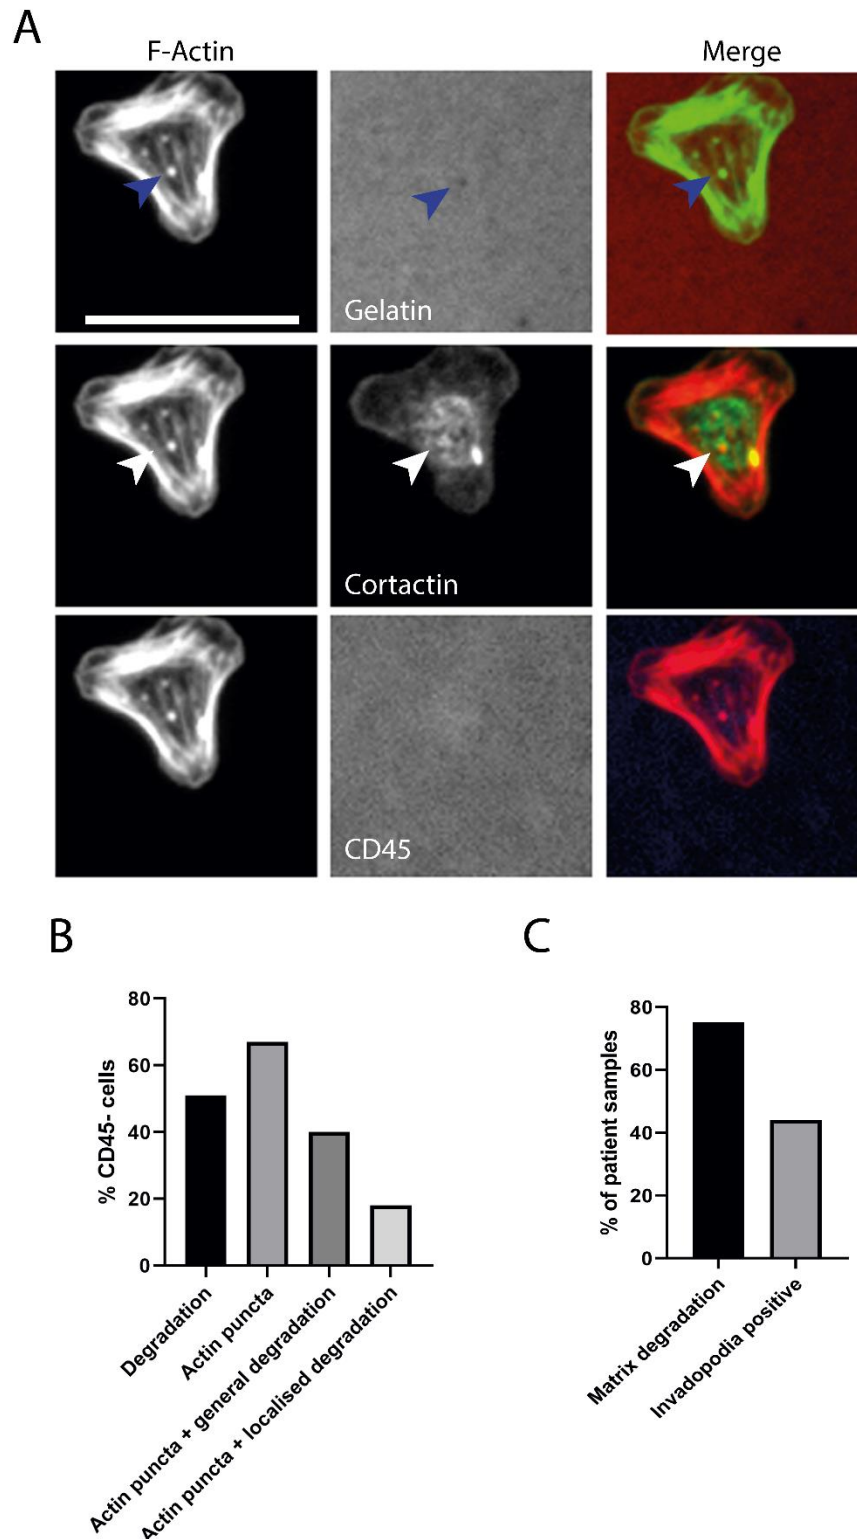 A
F-Actin
Merge
Gelatin
Cortactin
CD45
B
C
% CD45- cells
80
60
40
20
0
Degradation
Actin puncta
Actin puncta + general degradation
Actin puncta + localised degradation
% of patient samples
80
60
40
20
0
Matrix degradation
Invadopodia positive